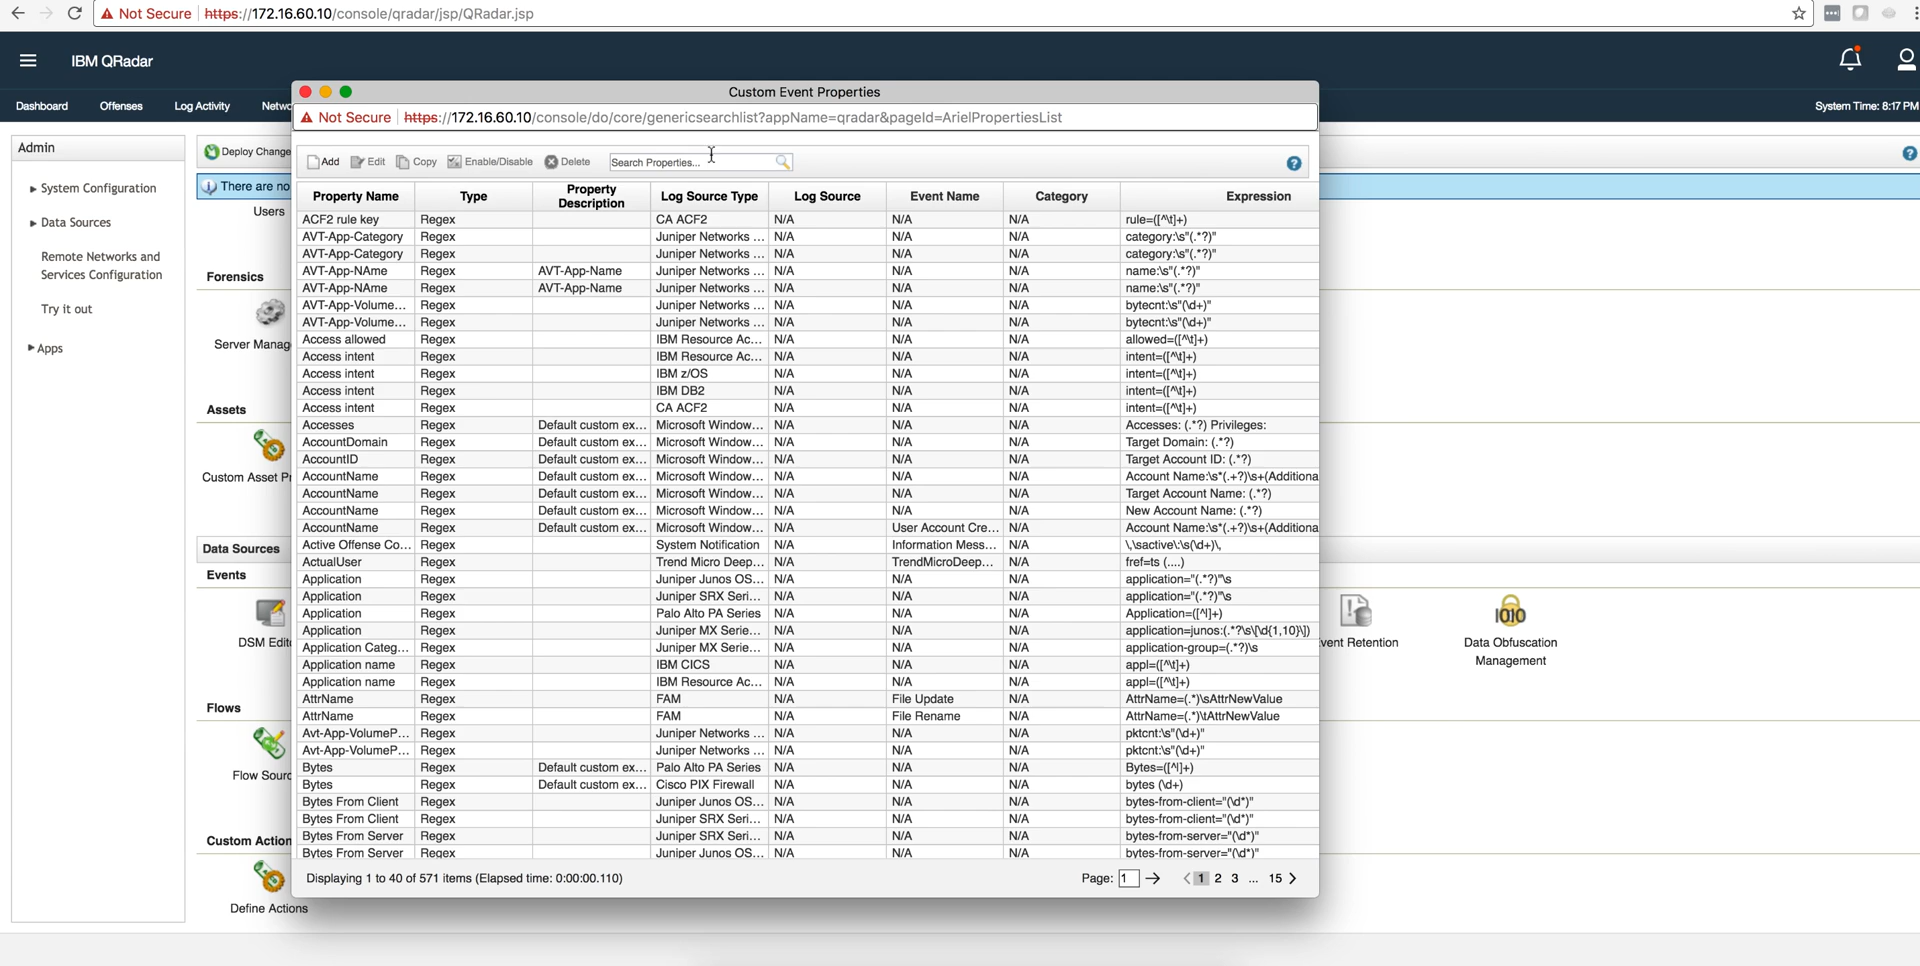 Not Secure https://172.16.60.10/console/qradar/jsp/QRadar.jsp
IBM QRadar
Dashboard Offenses Log Activity Netwo
System Time: 8:17 PM
Custom Event Properties
Not Secure https://172.16.60.10/console/do/core/genericsearchlist?appName=qradar&pageId=ArielPropertiesList
Admin
System Configuration
Data Sources
Remote Networks and
Services Configuration
Try it out
Apps
Deploy Change
There are no
Users
Forensics
Server Manag
Assets
Custom Asset Pr
Data Sources
Events
DSM Edit
Flows
Flow Sourc
Custom Action
Define Actions
Add Edit Copy Enable/Disable Delete Search Properties...
Property Name Type Property Description Log Source Type Log Source Event Name Category Expression
ACF2 rule key Regex CA ACF2 N/A N/A N/A rule=([^\t]+)
AVT-App-Category Regex Juniper Networks ... N/A N/A N/A category:\s"(.*?)"
AVT-App-Category Regex Juniper Networks ... N/A N/A N/A category:\s"(.*?)"
AVT-App-NAme Regex AVT-App-Name Juniper Networks ... N/A N/A N/A name:\s"(.*?)"
AVT-App-NAme Regex AVT-App-Name Juniper Networks ... N/A N/A N/A name:\s"(.*?)"
AVT-App-Volume... Regex Juniper Networks ... N/A N/A N/A bytecnt:\s"(\d+)"
AVT-App-Volume... Regex Juniper Networks ... N/A N/A N/A bytecnt:\s"(\d+)"
Access allowed Regex IBM Resource Ac... N/A N/A N/A allowed=([^\t]+)
Access intent Regex IBM Resource Ac... N/A N/A N/A intent=([^\t]+)
Access intent Regex IBM z/OS N/A N/A N/A intent=([^\t]+)
Access intent Regex IBM DB2 N/A N/A N/A intent=([^\t]+)
Access intent Regex CA ACF2 N/A N/A N/A intent=([^\t]+)
Accesses Regex Default custom ex... Microsoft Window... N/A N/A N/A Accesses: (.*?) Privileges:
AccountDomain Regex Default custom ex... Microsoft Window... N/A N/A N/A Target Domain: (.*?)
AccountID Regex Default custom ex... Microsoft Window... N/A N/A N/A Target Account ID: (.*?)
AccountName Regex Default custom ex... Microsoft Window... N/A N/A N/A Account Name:\s*(.+?)\s+(Additiona
AccountName Regex Default custom ex... Microsoft Window... N/A N/A N/A Target Account Name: (.*?)
AccountName Regex Default custom ex... Microsoft Window... N/A N/A N/A New Account Name: (.*?)
AccountName Regex Default custom ex... Microsoft Window... N/A User Account Cre... N/A Account Name:\s*(.+?)\s+(Additiona
Active Offense Co... Regex System Notification N/A Information Mess... N/A \,\sactive\:\s(\d+)\,
ActualUser Regex Trend Micro Deep... N/A TrendMicroDeep... N/A fref=ts (....)
Application Regex Juniper Junos OS... N/A N/A N/A application="(.*?)"\s
Application Regex Juniper SRX Seri... N/A N/A N/A application="(.*?)"\s
Application Regex Palo Alto PA Series N/A N/A N/A Application=([^|]+)
Application Regex Juniper MX Serie... N/A N/A N/A application=junos:(.*?\s\[\d{1,10}\])
Application Categ... Regex Juniper MX Serie... N/A N/A N/A application-group=(.*?)\s
Application name Regex IBM CICS N/A N/A N/A appl=([^\t]+)
Application name Regex IBM Resource Ac... N/A N/A N/A appl=([^\t]+)
AttrName Regex FAM N/A File Update N/A AttrName=(.*)\sAttrNewValue
AttrName Regex FAM N/A File Rename N/A AttrName=(.*)\tAttrNewValue
Avt-App-VolumeP... Regex Juniper Networks ... N/A N/A N/A pktcnt:\s"(\d+)"
Avt-App-VolumeP... Regex Juniper Networks ... N/A N/A N/A pktcnt:\s"(\d+)"
Bytes Regex Default custom ex... Palo Alto PA Series N/A N/A N/A Bytes=([^|]+)
Bytes Regex Default custom ex... Cisco PIX Firewall N/A N/A N/A bytes (\d+)
Bytes From Client Regex Juniper Junos OS... N/A N/A N/A bytes-from-client="(\d*)"
Bytes From Client Regex Juniper SRX Seri... N/A N/A N/A bytes-from-client="(\d*)"
Bytes From Server Regex Juniper SRX Seri... N/A N/A N/A bytes-from-server="(\d*)"
Bytes From Server Regex Juniper Junos OS... N/A N/A N/A bytes-from-server="(\d*)"
Displaying 1 to 40 of 571 items (Elapsed time: 0:00:00.110)
Page: 1 1 2 3 ... 15
vent Retention
Data Obfuscation
Management